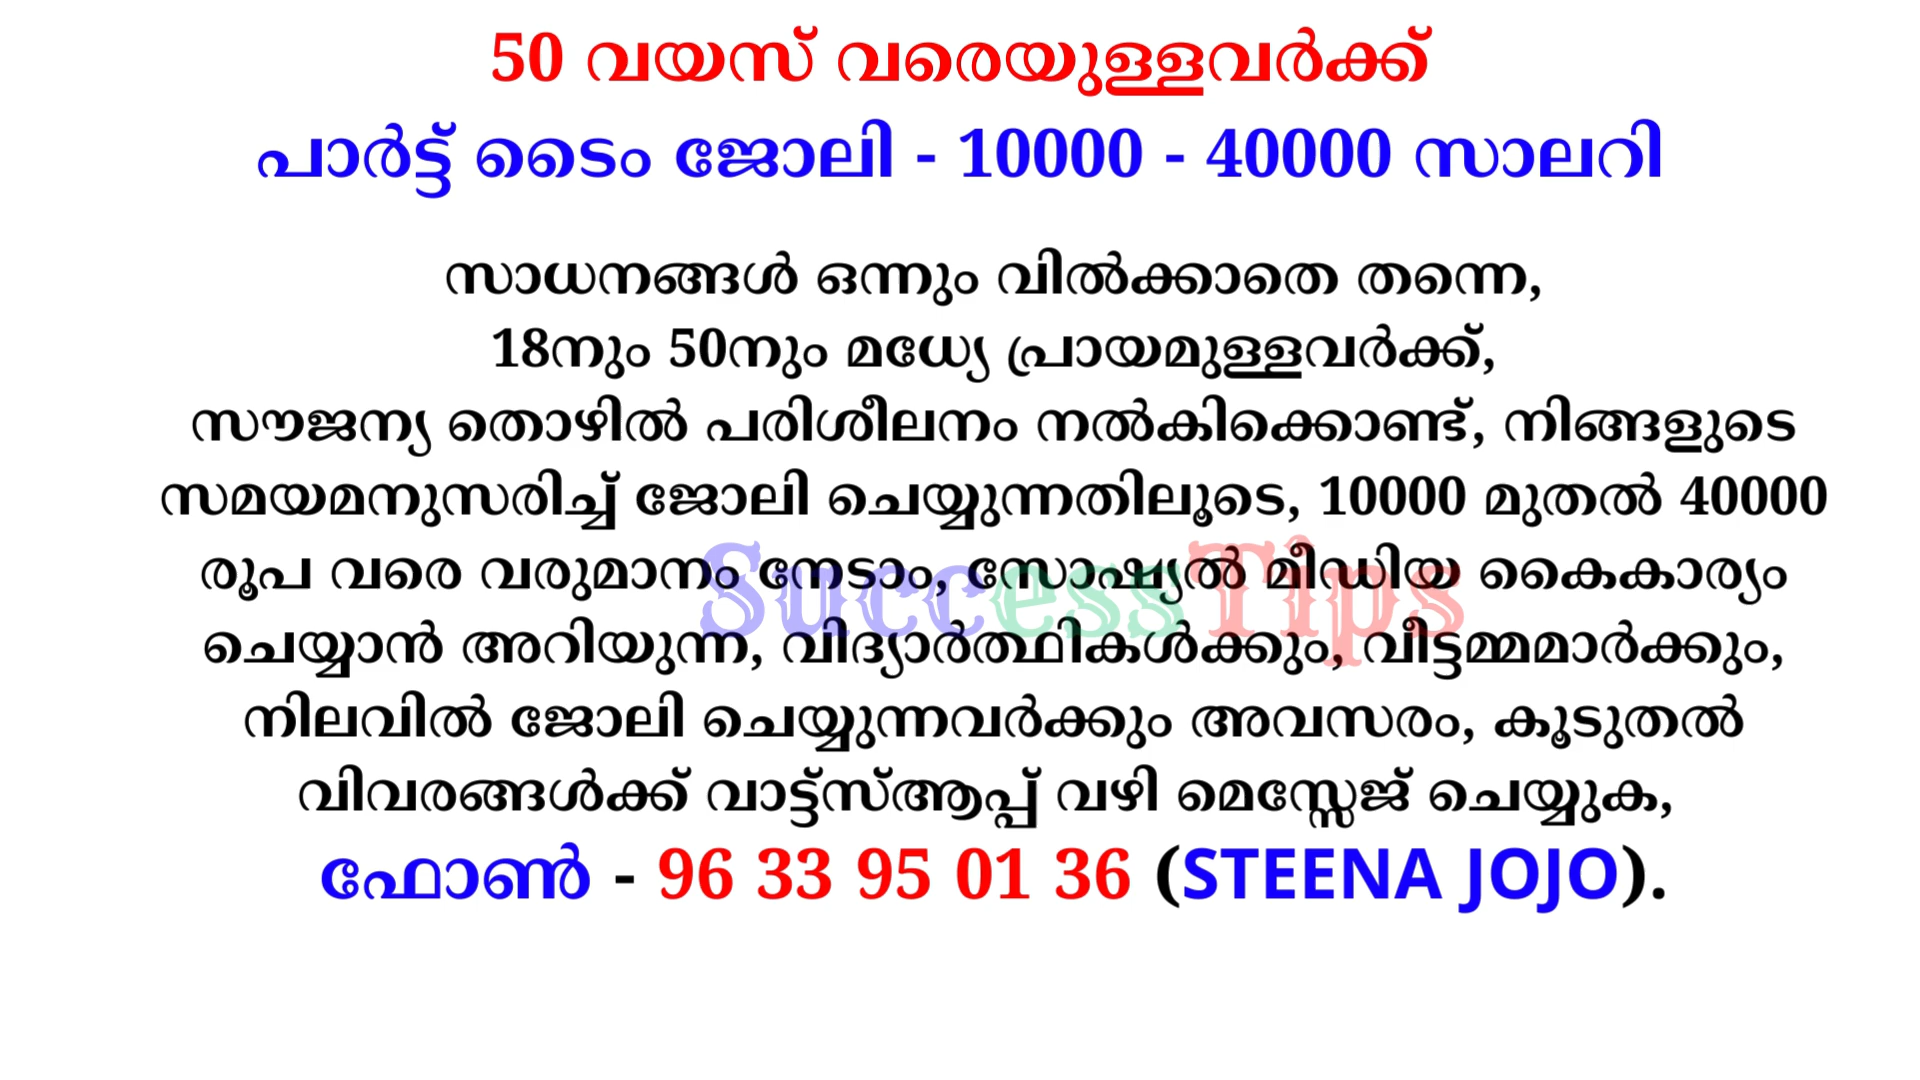 50 വയസ് വരെയുള്ളവർക്ക്
പാർട്ട് ടൈം ജോലി - 10000 - 40000 സാലറി
സാധനങ്ങൾ ഒന്നും വിൽക്കാതെ തന്നെ,
18നും 50നും മധ്യേ പ്രായമുള്ളവർക്ക്,
സൗജന്യ തൊഴിൽ പരിശീലനം നൽകിക്കൊണ്ട്, നിങ്ങളുടെ
സമയമനുസരിച്ച് ജോലി ചെയ്യുന്നതിലൂടെ, 10000 മുതൽ 40000
രൂപ വരെ വരുമാനം നേടാം, സോഷ്യൽ മീഡിയ കൈകാര്യം
SuccessTips
ചെയ്യാൻ അറിയുന്ന, വിദ്യാർത്ഥികൾക്കും, വീട്ടമ്മമാർക്കും,
നിലവിൽ ജോലി ചെയ്യുന്നവർക്കും അവസരം, കൂടുതൽ
വിവരങ്ങൾക്ക് വാട്ട്സ്ആപ്പ് വഴി മെസ്സേജ് ചെയ്യുക,
ഫോൺ - 96 33 95 01 36 (STEENA JOJO).